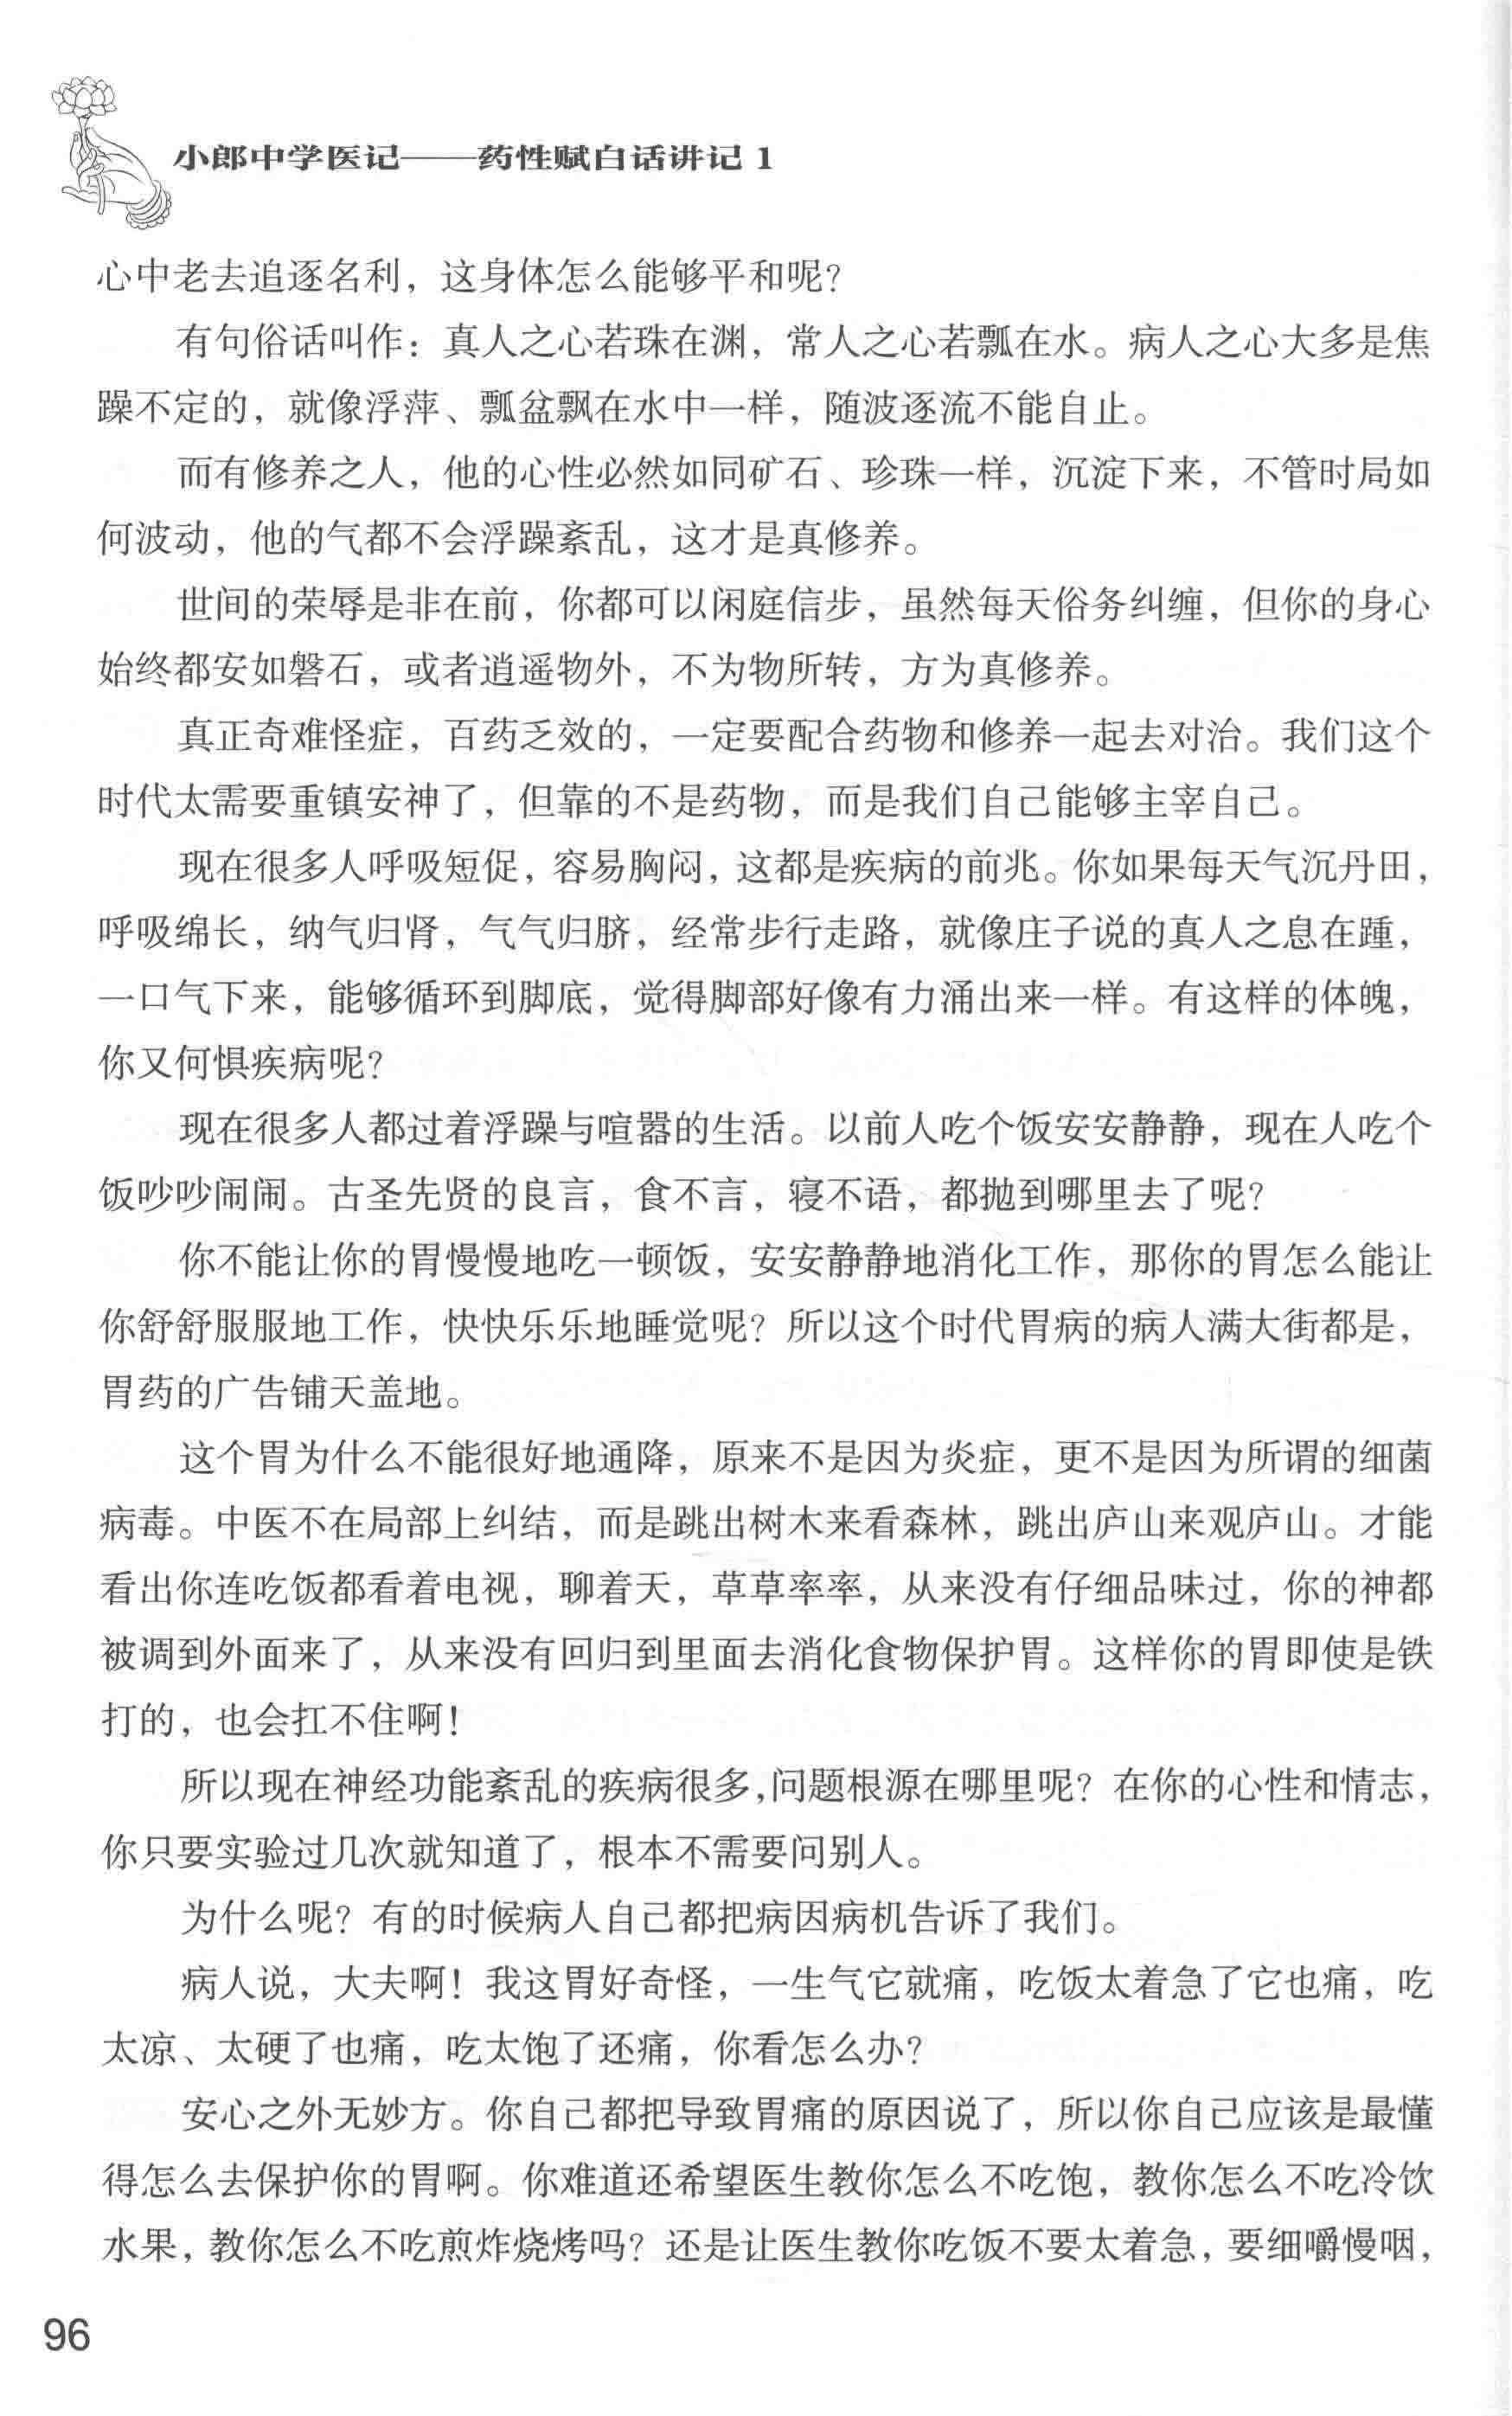 小郎中学医记——药性赋白话讲记 1
心中老去追逐名利，这身体怎么能够平和呢？
有句俗话叫作：真人之心若珠在渊，常人之心若瓢在水。病人之心大多是焦
躁不定的，就像浮萍、瓢盆飘在水中一样，随波逐流不能自止。
而有修养之人，他的心性必然如同矿石、珍珠一样，沉淀下来，不管时局如
何波动，他的气都不会浮躁紊乱，这才是真修养。
世间的荣辱是非在前，你都可以闲庭信步，虽然每天俗务纠缠，但你的身心
始终都安如磐石，或者逍遥物外，不为物所转，方为真修养。
真正奇难怪症，百药乏效的，一定要配合药物和修养一起去对治。我们这个
时代太需要重镇安神了，但靠的不是药物，而是我们自己能够主宰自己。
现在很多人呼吸短促，容易胸闷，这都是疾病的前兆。你如果每天气沉丹田，
呼吸绵长，纳气归肾，气气归脐，经常步行走路，就像庄子说的真人之息在踵，
一口气下来，能够循环到脚底，觉得脚部好像有力涌出来一样。有这样的体魄，
你又何惧疾病呢？
现在很多人都过着浮躁与喧嚣的生活。以前人吃个饭安安静静，现在人吃个
饭吵吵闹闹。古圣先贤的良言，食不言，寝不语，都抛到哪里去了呢？
你不能让你的胃慢慢地吃一顿饭，安安静静地消化工作，那你的胃怎么能让
你舒舒服服地工作，快快乐乐地睡觉呢？所以这个时代胃病的病人满大街都是，
胃药的广告铺天盖地。
这个胃为什么不能很好地通降，原来不是因为炎症，更不是因为所谓的细菌
病毒。中医不在局部上纠结，而是跳出树木来看森林，跳出庐山来观庐山。才能
看出你连吃饭都看着电视，聊着天，草草率率，从来没有仔细品味过，你的神都
被调到外面来了，从来没有回归到里面去消化食物保护胃。这样你的胃即使是铁
打的，也会扛不住啊！
所以现在神经功能紊乱的疾病很多，问题根源在哪里呢？在你的心性和情志，
你只要实验过几次就知道了，根本不需要问别人。
为什么呢？有的时候病人自己都把病因病机告诉了我们。
病人说，大夫啊！我这胃好奇怪，一生气它就痛，吃饭太着急了它也痛，吃
太凉、太硬了也痛，吃太饱了还痛，你看怎么办？
安心之外无妙方。你自己都把导致胃痛的原因说了，所以你自己应该是最懂
得怎么去保护你的胃啊。你难道还希望医生教你怎么不吃饱，教你怎么不吃冷饮
水果，教你怎么不吃煎炸烧烤吗？还是让医生教你吃饭不要太着急，要细嚼慢咽，
96